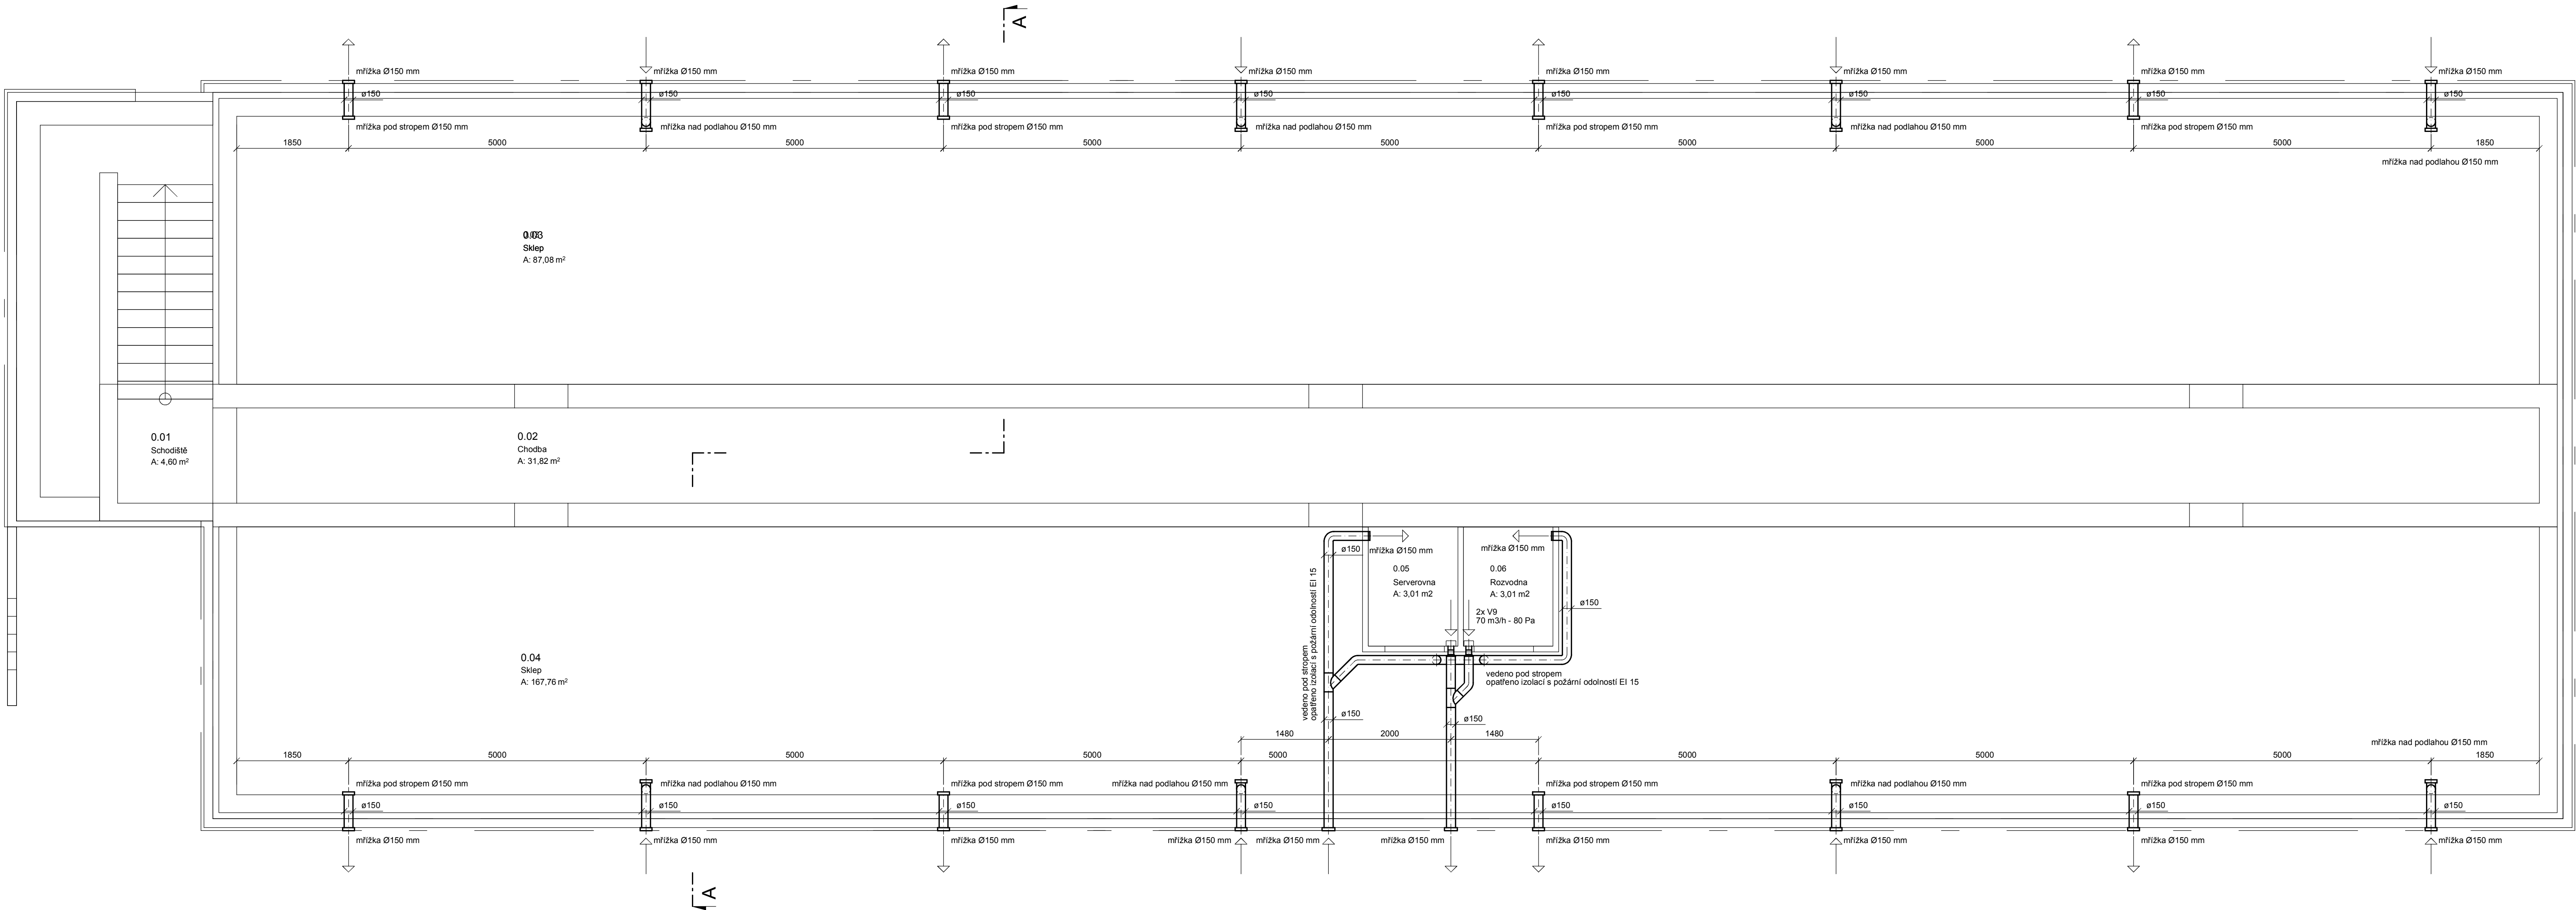 A
mřížka Ø150 mm
mřížka Ø150 mm
mřížka Ø150 mm
mřížka Ø150 mm
mřížka Ø150 mm
mřížka Ø150 mm
mřížka Ø150 mm
mřížka Ø150 mm
ø150
ø150
ø150
ø150
ø150
ø150
ø150
ø150
mřížka pod stropem Ø150 mm
mřížka nad podlahou Ø150 mm
mřížka pod stropem Ø150 mm
mřížka nad podlahou Ø150 mm
mřížka pod stropem Ø150 mm
mřížka nad podlahou Ø150 mm
mřížka pod stropem Ø150 mm
1850
5000
5000
5000
5000
5000
5000
5000
1850
mřížka nad podlahou Ø150 mm
0.03
Sklep
A: 87,08 m²
0.01
Schodiště
A: 4,60 m²
0.02
Chodba
A: 31,82 m²
ø150
mřížka Ø150 mm
mřížka Ø150 mm
0.05
Serverovna
A: 3,01 m2
0.06
Rozvodna
A: 3,01 m2
ø150
2x V9
70 m3/h - 80 Pa
vedeno pod stropem
opatřeno izolací s požární odolností EI 15
0.04
Sklep
A: 167,76 m²
vedeno pod stropem
opatřeno izolací s požární odolností EI 15
ø150
ø150
1480
2000
1480
mřížka nad podlahou Ø150 mm
1850
5000
5000
5000
5000
5000
5000
5000
1850
mřížka pod stropem Ø150 mm
mřížka nad podlahou Ø150 mm
mřížka pod stropem Ø150 mm
mřížka nad podlahou Ø150 mm
mřížka pod stropem Ø150 mm
mřížka nad podlahou Ø150 mm
mřížka pod stropem Ø150 mm
ø150
ø150
ø150
ø150
ø150
ø150
ø150
ø150
mřížka Ø150 mm
mřížka Ø150 mm
mřížka Ø150 mm
mřížka Ø150 mm
mřížka Ø150 mm
mřížka Ø150 mm
mřížka Ø150 mm
mřížka Ø150 mm
mřížka Ø150 mm
mřížka Ø150 mm
A